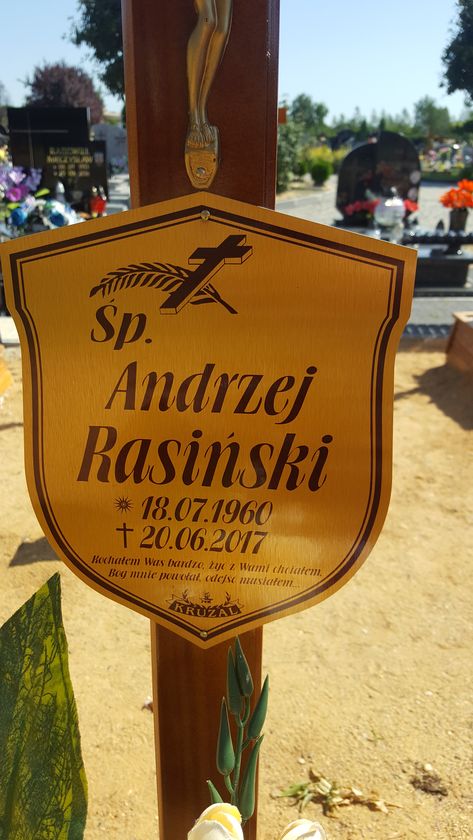 Śp.
Andrzej
Rasiński
* 18.07.1960
† 20.06.2017
Kochałem Was bardzo, żyć z Wami chciałem,
Bóg mnie powołał, odejść musiałem...
KRUŻAL